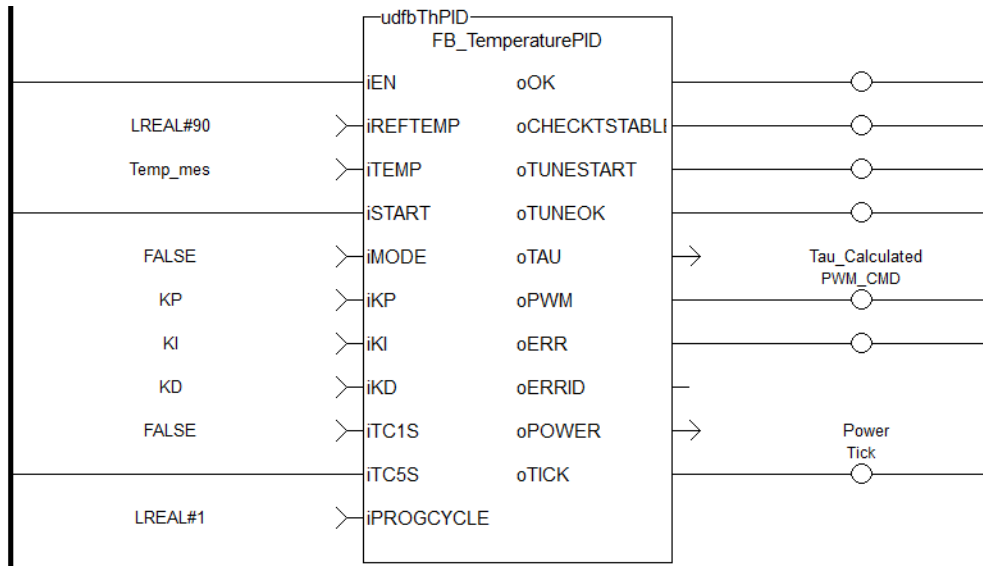 udfbThPID
FB_TemperaturePID
iEN oOK
LREAL#90 iREFTEMP oCHECKTSTABLE
Temp_mes iTEMP oTUNESTART
iSTART oTUNEOK
FALSE iMODE oTAU Tau_Calculated
PWM_CMD
KP iKP oPWM
KI iKI oERR
KD iKD oERRID
FALSE iTC1S oPOWER Power
Tick
iTC5S oTICK
LREAL#1 iPROGCYCLE